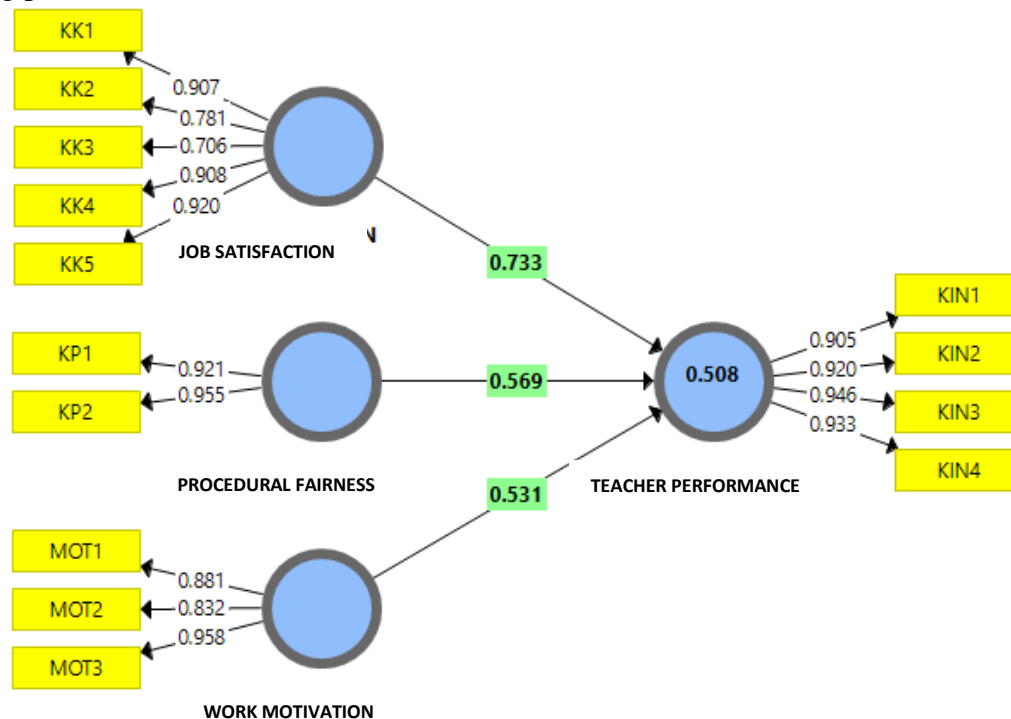 KK1
KK2
KK3
KK4
KK5
0.907
0.781
0.706
0.908
0.920
JOB SATISFACTION
N
0.733
KP1
KP2
0.921
0.955
0.569
PROCEDURAL FAIRNESS
MOT1
MOT2
MOT3
0.881
0.832
0.958
0.531
WORK MOTIVATION
0.508
TEACHER PERFORMANCE
0.905
0.920
0.946
0.933
KIN1
KIN2
KIN3
KIN4